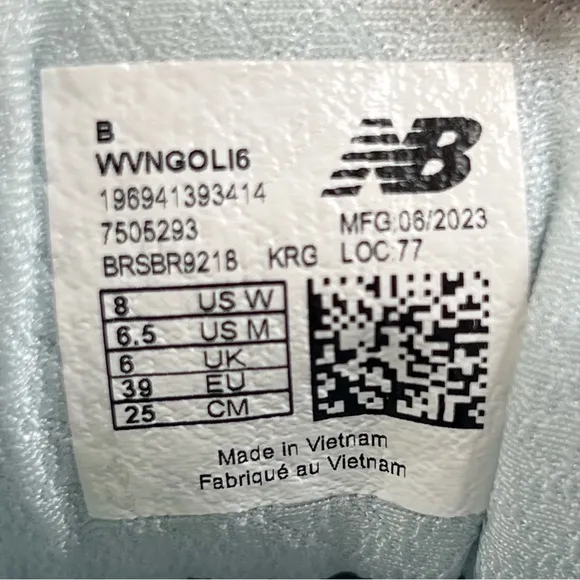 B
WVNGOLI6
196941393414
7505293
BRSBR9218 KRG
NB
MFG:06/2023
LOC:77
8 US W
6.5 US M
6 UK
39 EU
25 CM
Made in Vietnam
Fabriqué au Vietnam